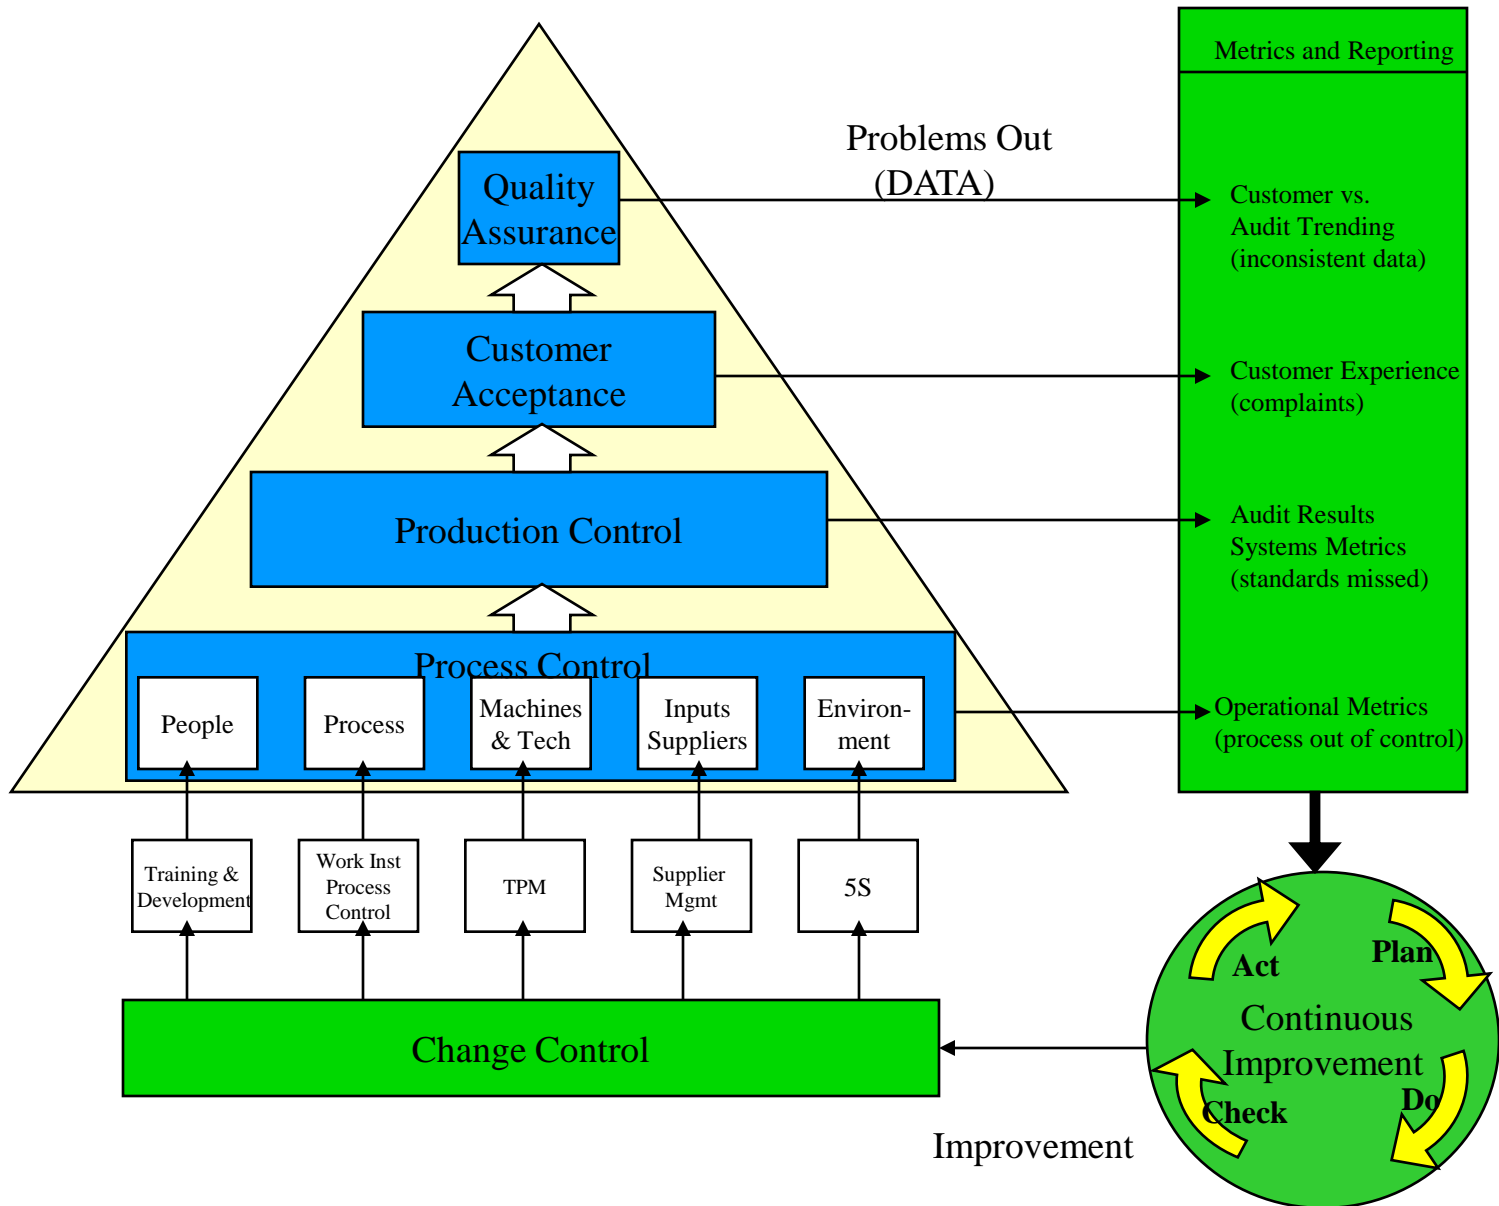 Metrics and Reporting
Problems Out
(DATA)
Quality
Assurance
Customer vs.
Audit Trending
(inconsistent data)
Customer
Acceptance
Customer Experience
(complaints)
Production Control
Audit Results
Systems Metrics
(standards missed)
Process Control
People
Process
Machines
& Tech
Inputs
Suppliers
Environ-
ment
Operational Metrics
(process out of control)
Training &
Development
Work Inst
Process
Control
TPM
Supplier
Mgmt
5S
Act
Plan
Continuous
Improvement
Check
Do
Change Control
Improvement